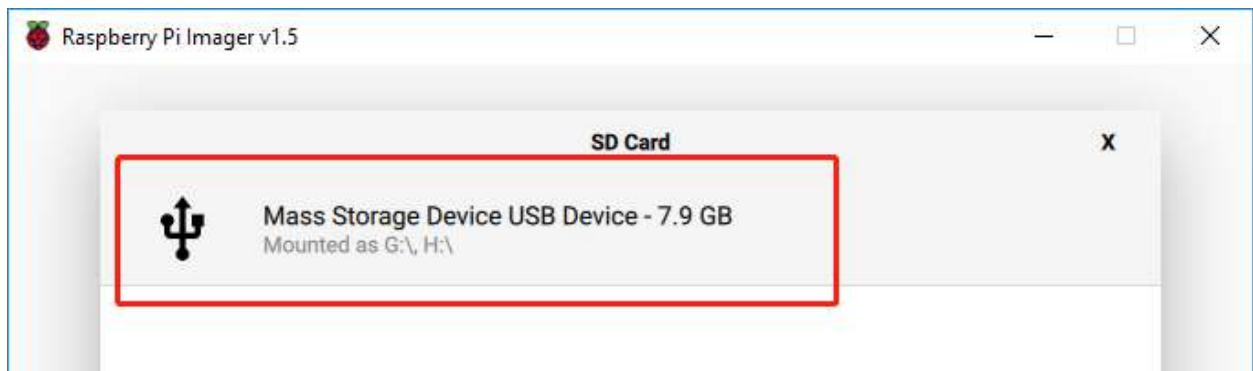 Raspberry Pi Imager v1.5
SD Card
X
Mass Storage Device USB Device - 7.9 GB
Mounted as G:\, H:\